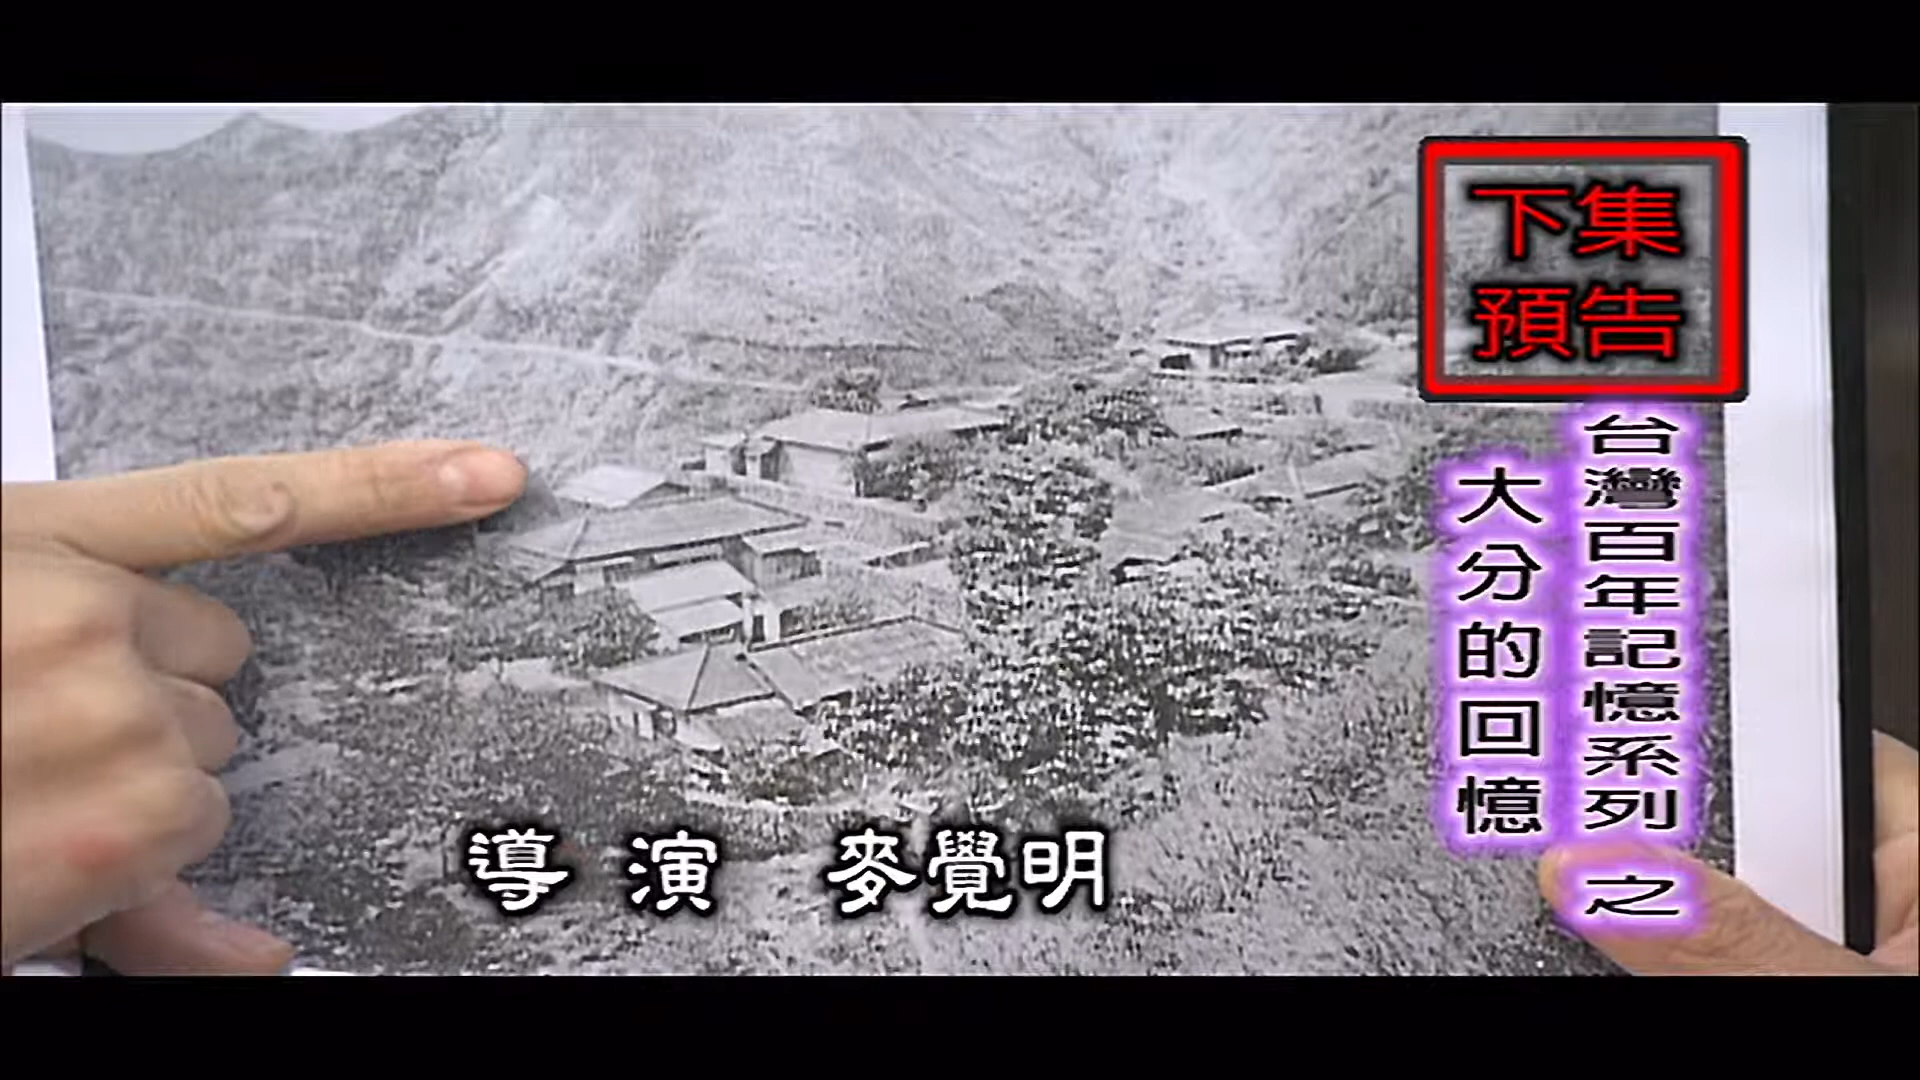 下集
預告
台灣百年記憶系列之
大分的回憶
導演 麥覺明